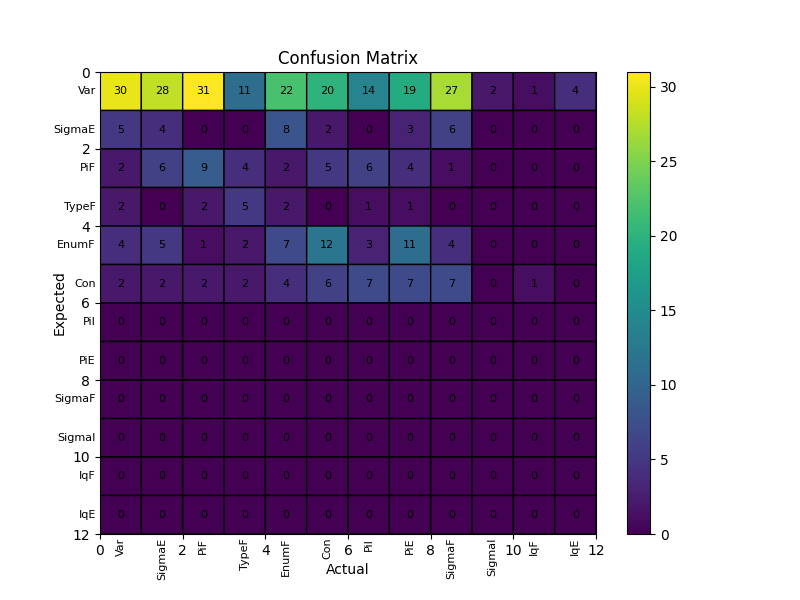 Confusion Matrix
0
Var 30 28 31 11 22 20 14 19 27 2 1 4
SigmaE 5 4 0 0 8 2 0 3 6 0 0 0
2
PiF 2 6 9 4 2 5 6 4 1 0 0 0
TypeF 2 0 2 5 2 0 1 1 0 0 0 0
4
EnumF 4 5 1 2 7 12 3 11 4 0 0 0
Con 2 2 2 2 4 6 7 7 7 0 1 0
6
PiI 0 0 0 0 0 0 0 0 0 0 0 0
PiE 0 0 0 0 0 0 0 0 0 0 0 0
8
SigmaF 0 0 0 0 0 0 0 0 0 0 0 0
SigmaI 0 0 0 0 0 0 0 0 0 0 0 0
10
IqF 0 0 0 0 0 0 0 0 0 0 0 0
IqE 0 0 0 0 0 0 0 0 0 0 0 0
12
Expected
0 2 4 6 8 10 12
Var SigmaE PiF TypeF EnumF Con PiI PiE SigmaF SigmaI IqF IqE
Actual
30
25
20
15
10
5
0